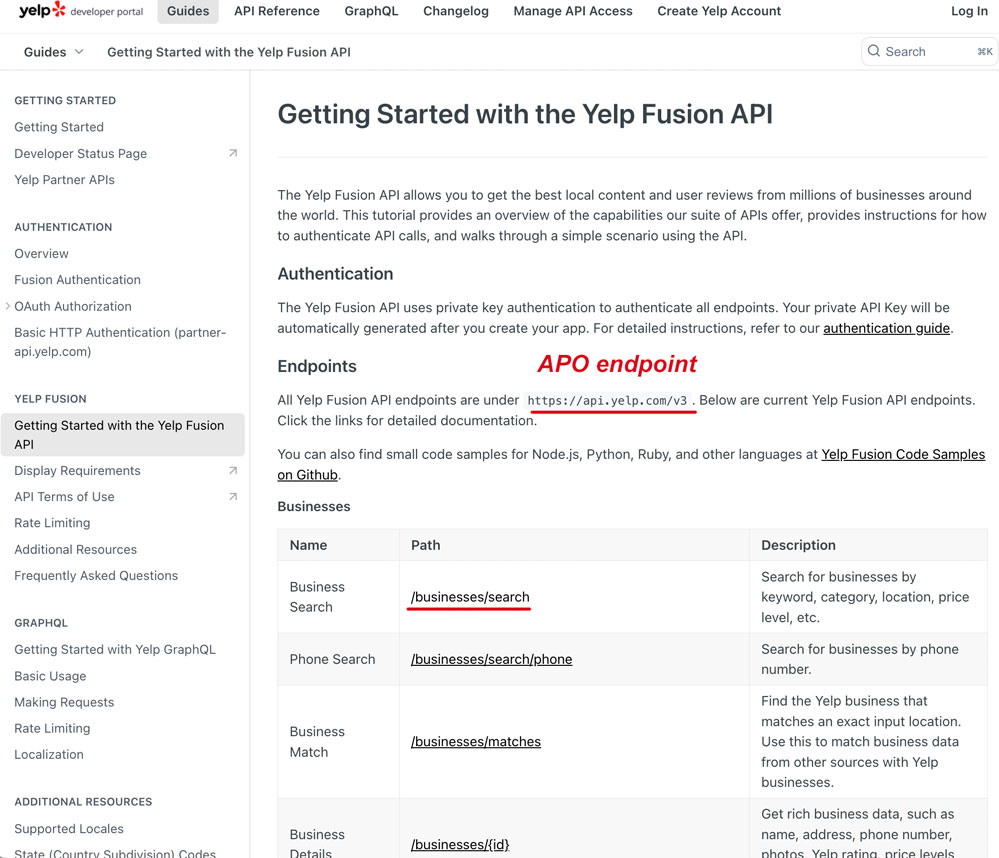 yelp developer portal Guides API Reference GraphQL Changelog Manage API Access Create Yelp Account Log In
Guides Getting Started with the Yelp Fusion API Search ⌘K
GETTING STARTED
Getting Started
Developer Status Page
Yelp Partner APIs
AUTHENTICATION
Overview
Fusion Authentication
OAuth Authorization
Basic HTTP Authentication (partner-
api.yelp.com)
YELP FUSION
Getting Started with the Yelp Fusion
API
Display Requirements
API Terms of Use
Rate Limiting
Additional Resources
Frequently Asked Questions
GRAPHQL
Getting Started with Yelp GraphQL
Basic Usage
Making Requests
Rate Limiting
Localization
ADDITIONAL RESOURCES
Supported Locales
State (Country Subdivision) Codes
Getting Started with the Yelp Fusion API
The Yelp Fusion API allows you to get the best local content and user reviews from millions of businesses around
the world. This tutorial provides an overview of the capabilities our suite of APIs offer, provides instructions for how
to authenticate API calls, and walks through a simple scenario using the API.
Authentication
The Yelp Fusion API uses private key authentication to authenticate all endpoints. Your private API Key will be
automatically generated after you create your app. For detailed instructions, refer to our authentication guide.
Endpoints
APO endpoint
All Yelp Fusion API endpoints are under https://api.yelp.com/v3 . Below are current Yelp Fusion API endpoints.
Click the links for detailed documentation.
You can also find small code samples for Node.js, Python, Ruby, and other languages at Yelp Fusion Code Samples
on Github.
Businesses
Name Path Description
Business
Search
/businesses/search
Search for businesses by
keyword, category, location, price
level, etc.
Phone Search
/businesses/search/phone
Search for businesses by phone
number.
Business
Match
/businesses/matches
Find the Yelp business that
matches an exact input location.
Use this to match business data
from other sources with Yelp
businesses.
Business
Details
/businesses/{id}
Get rich business data, such as
name, address, phone number,
photos, Yelp rating, price levels